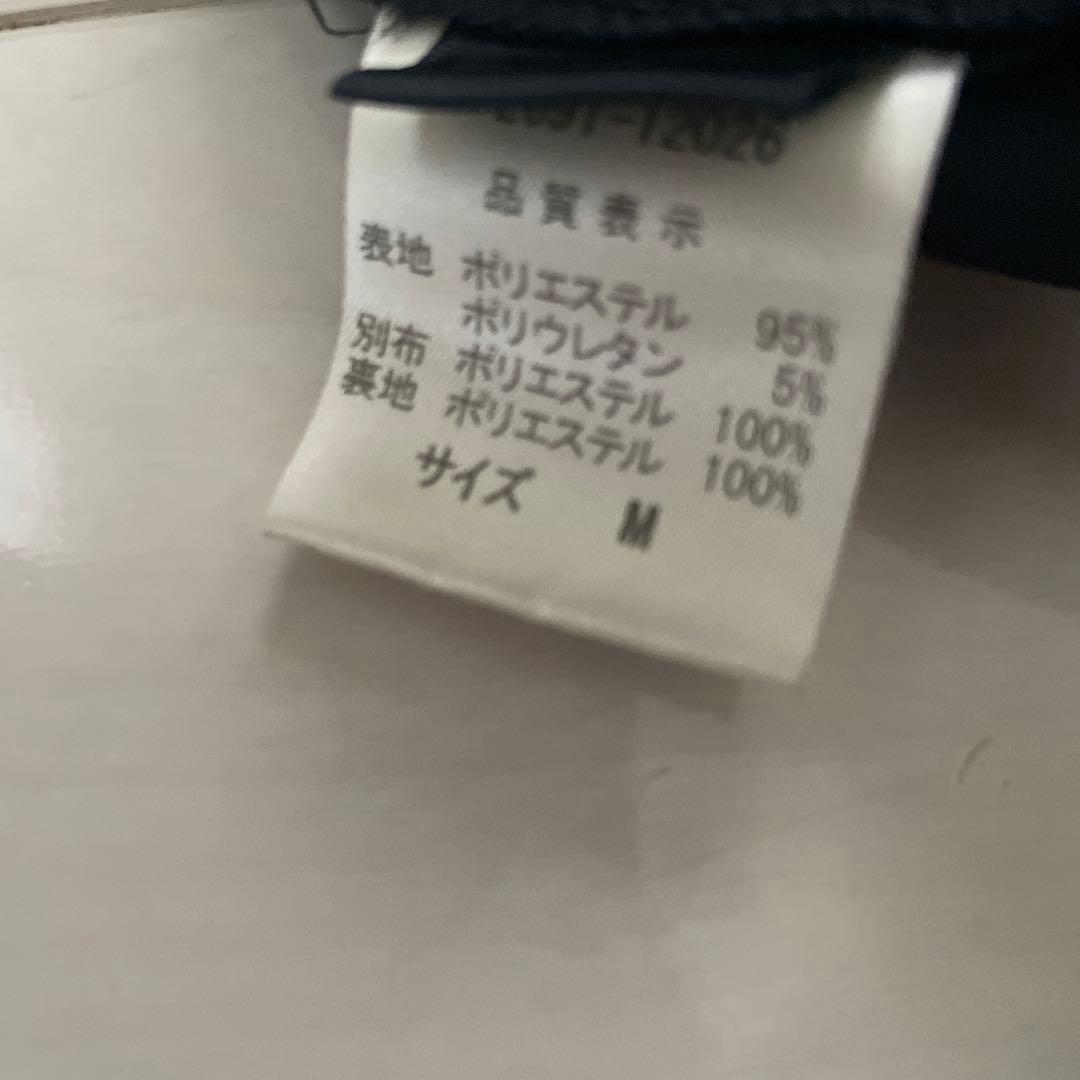 品質表示
表地 ポリエステル 95%
ポリウレタン 5%
別布 ポリエステル 100%
裏地 ポリエステル 100%
サイズ M